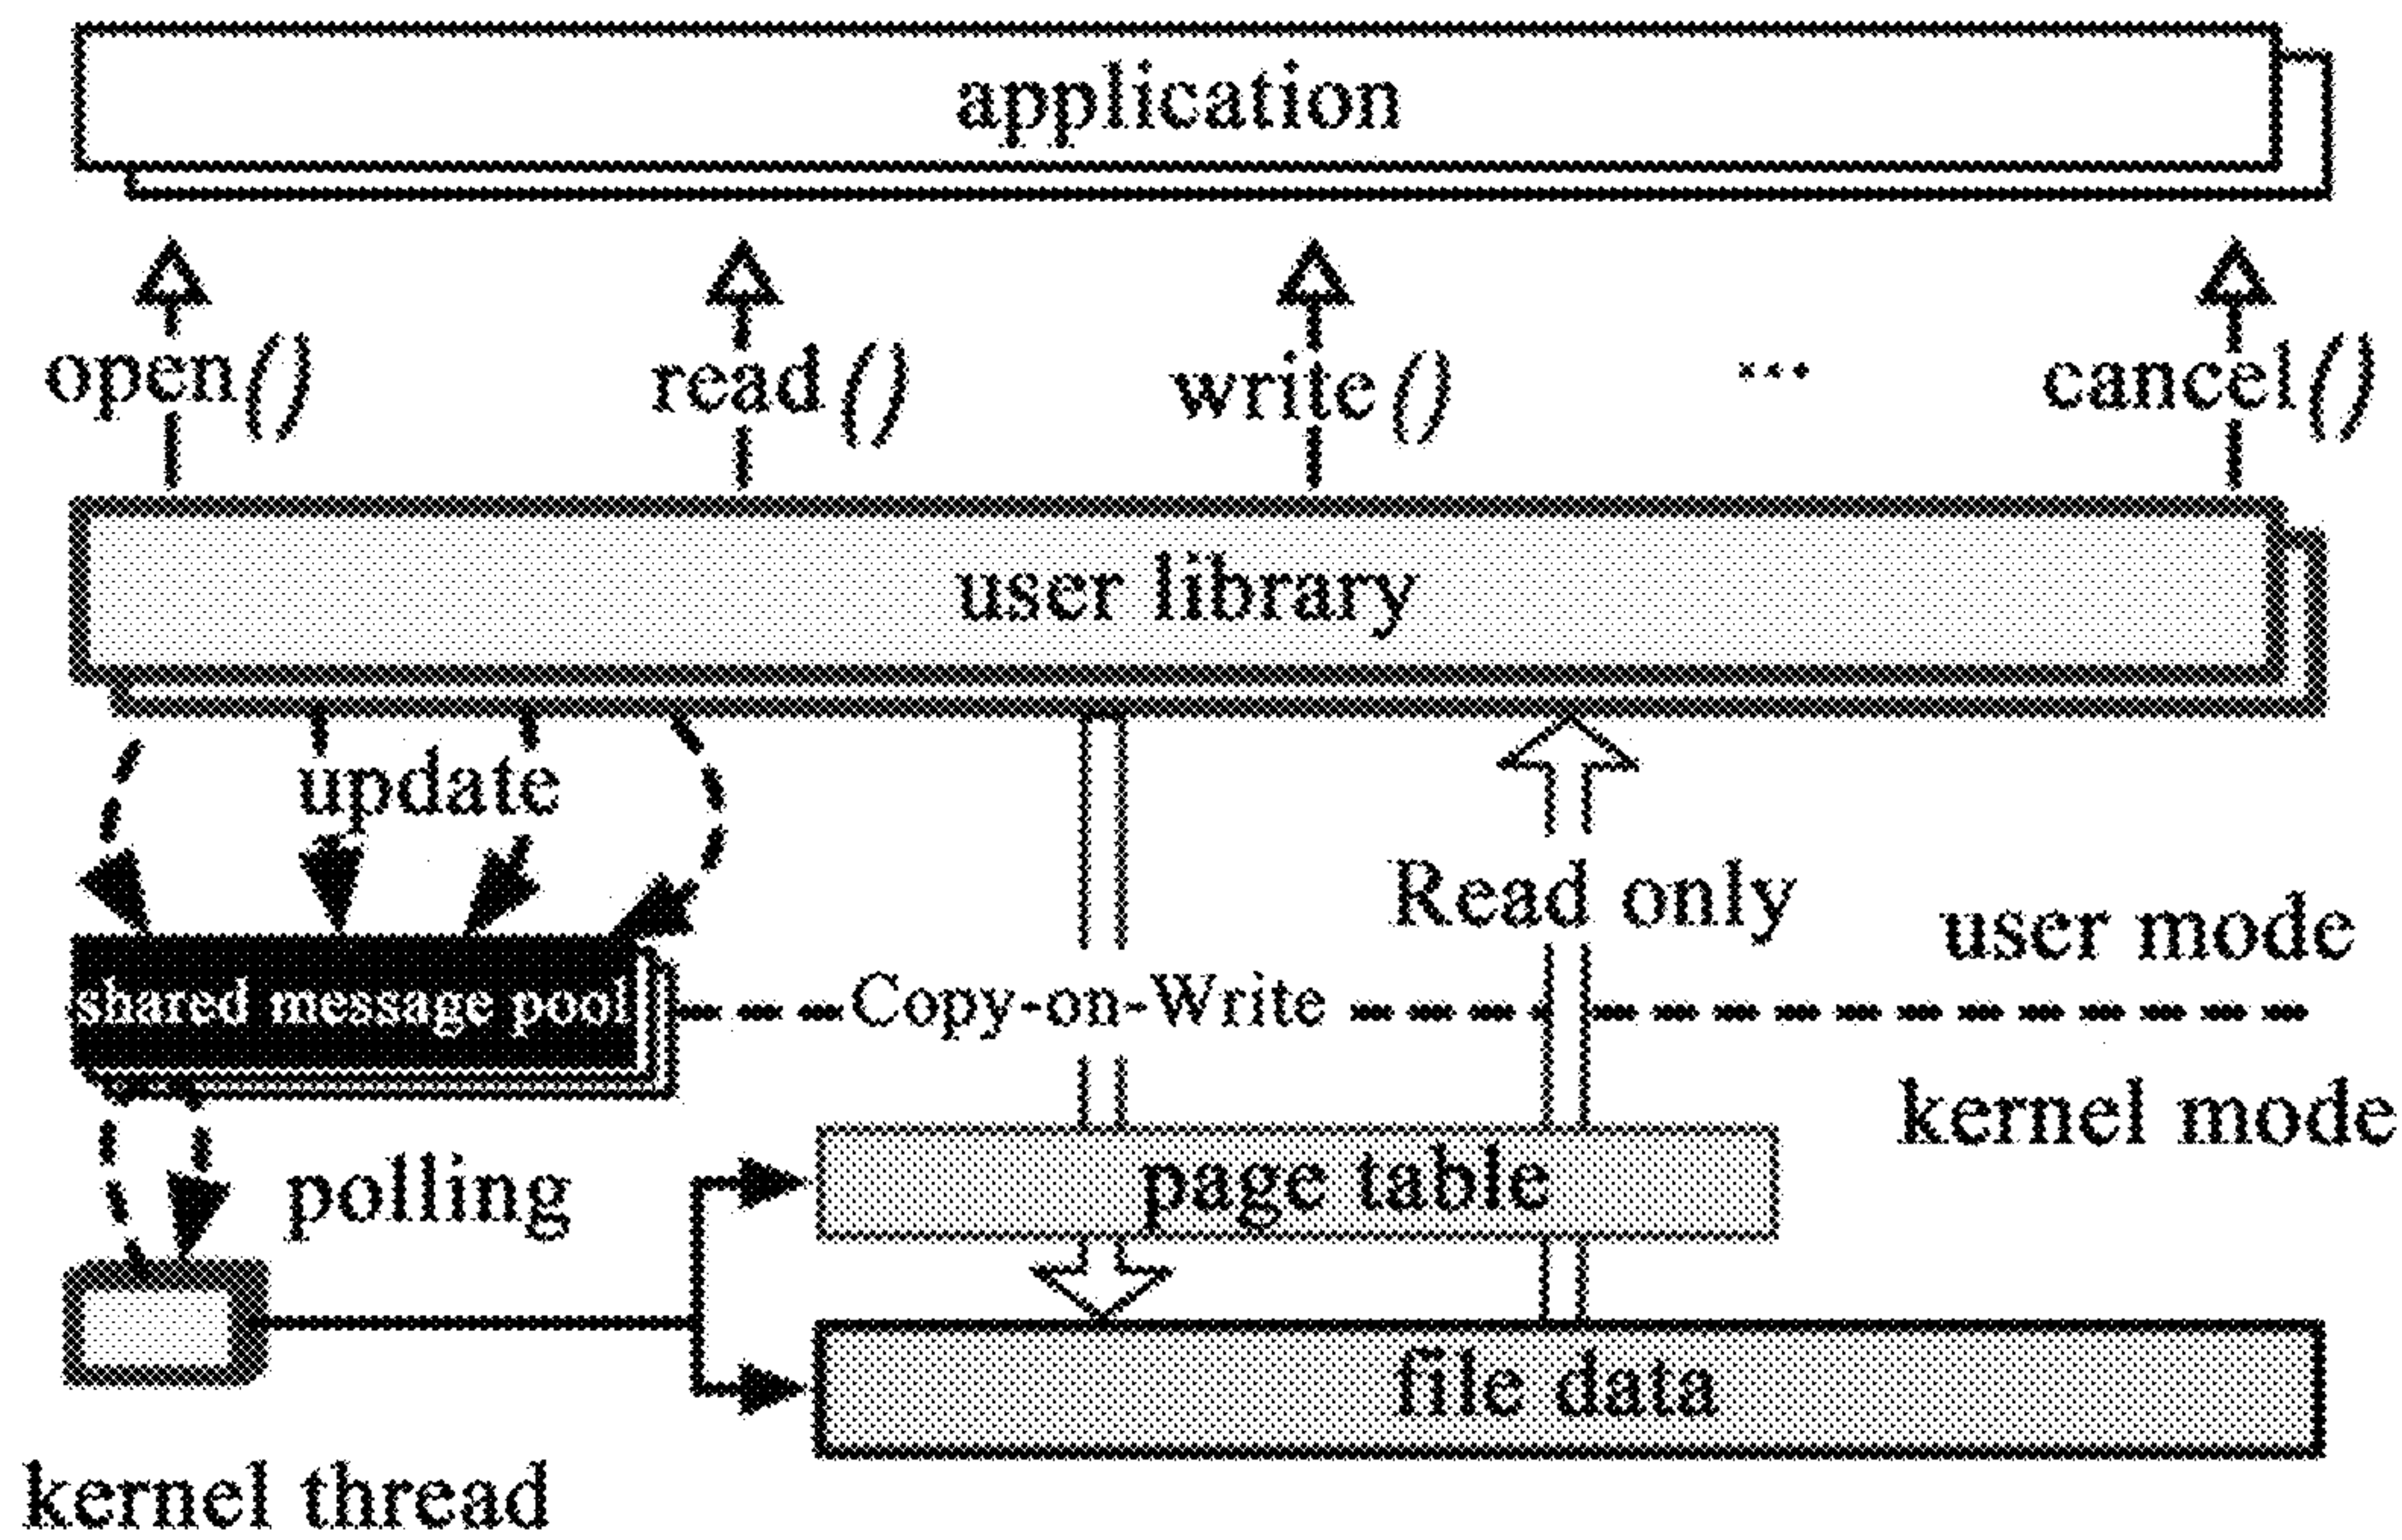 application
open() read() write() ... cancel()
user library
update
Read only
user mode
shared message pool
Copy-on-Write
kernel mode
polling
page table
file data
kernel thread